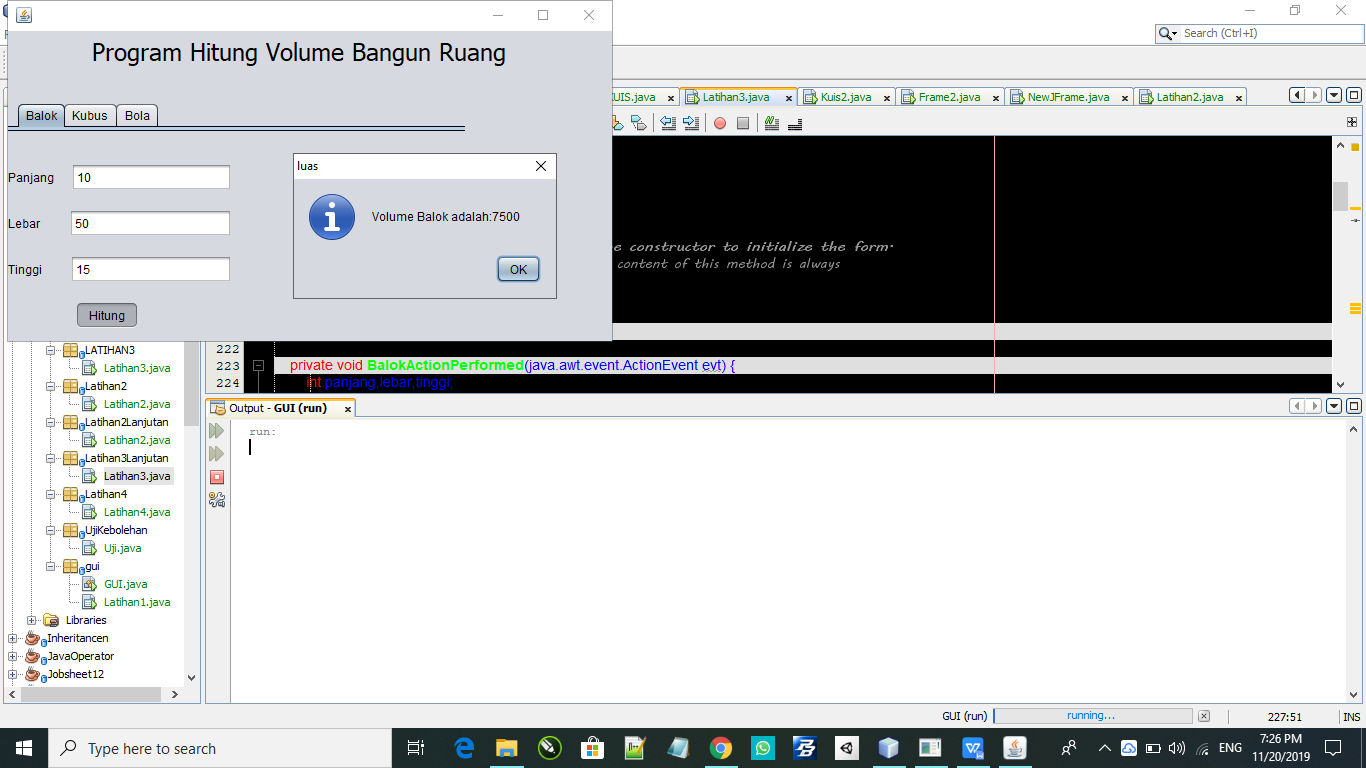 Program Hitung Volume Bangun Ruang
Balok Kubus Bola
Panjang 10
Lebar 50
Tinggi 15
Hitung
luas
Volume Balok adalah:7500
OK
Search (Ctrl+I)
UIS.java Latihan3.java Kuis2.java Frame2.java NewJFrame.java Latihan2.java
e constructor to initialize the form.
content of this method is always
222
223 private void BalokActionPerformed(java.awt.event.ActionEvent evt) {
224 int panjang,lebar,tinggi;
LATIHAN3
Latihan3.java
Latihan2
Latihan2.java
Latihan2Lanjutan
Latihan2.java
Latihan3Lanjutan
Latihan3.java
Latihan4
Latihan4.java
UjiKebolehan
Uji.java
gui
GUI.java
Latihan1.java
Libraries
Inheritancen
JavaOperator
Jobsheet12
Output - GUI (run)
run:
GUI (run) running... 227:51 INS
Type here to search
ENG
7:26 PM
11/20/2019